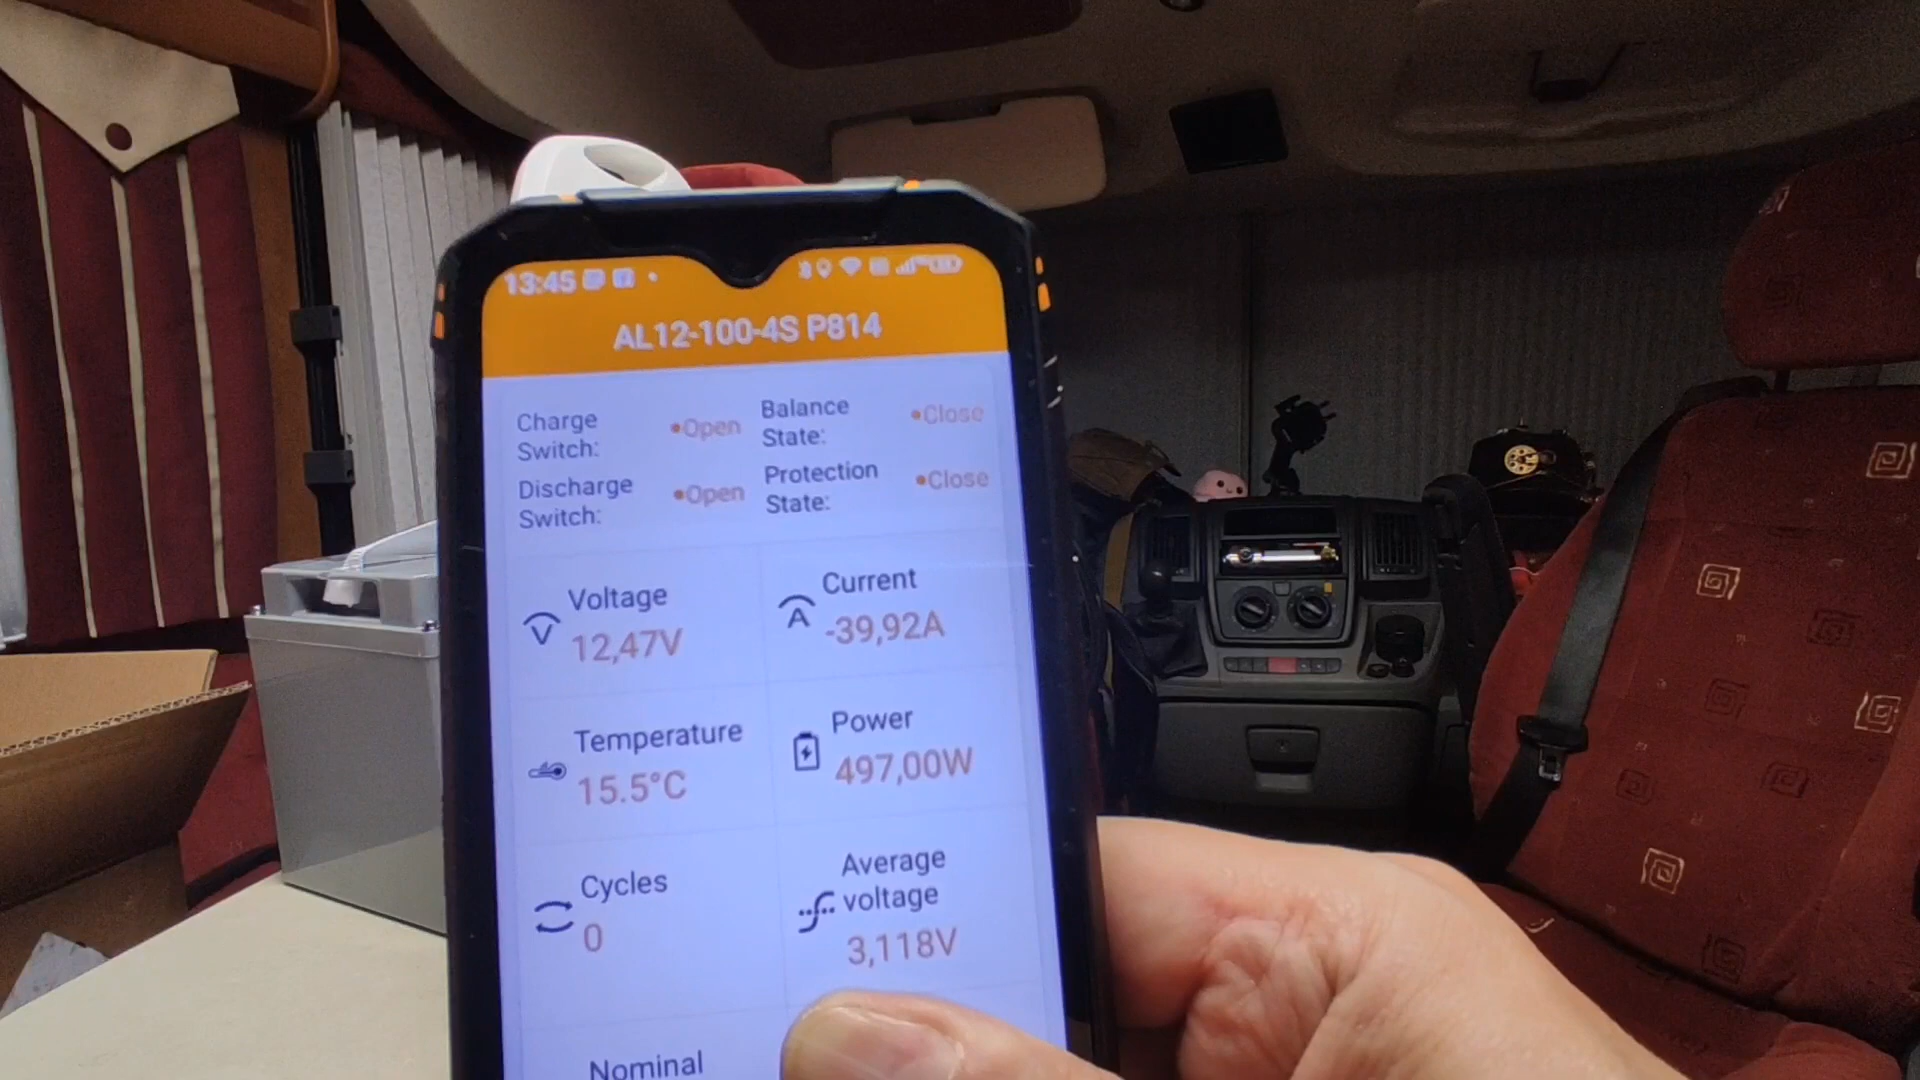 13:45
AL12-100-4S P814
Charge
Switch:
•Open
Balance
State:
•Close
Discharge
Switch:
•Open
Protection
State:
•Close
Voltage
12,47V
Current
-39,92A
Temperature
15.5°C
Power
497,00W
Cycles
0
Average
voltage
3,118V
Nominal